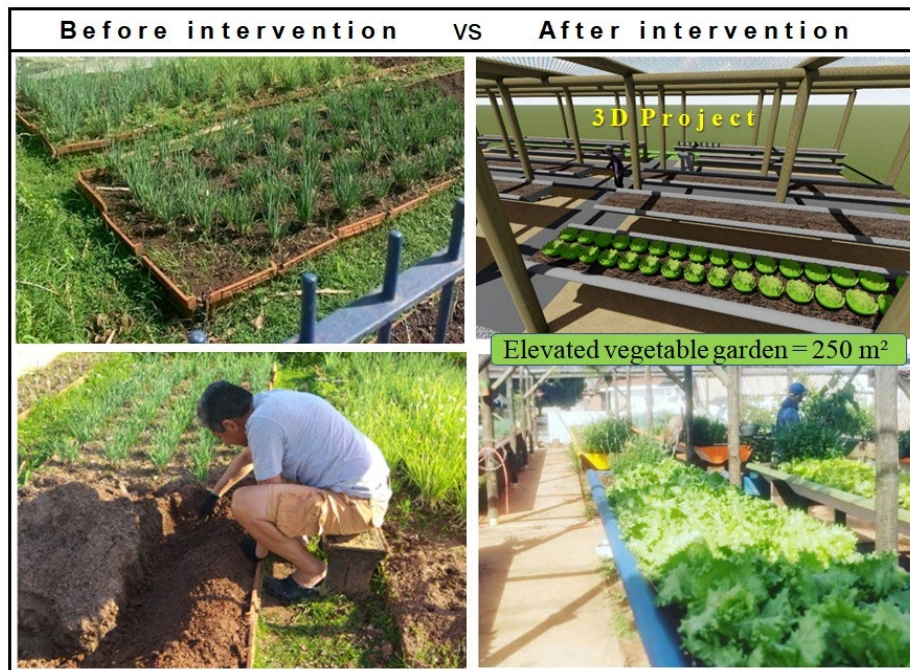 Before intervention vs After intervention
3D Project
Elevated vegetable garden = 250 m²